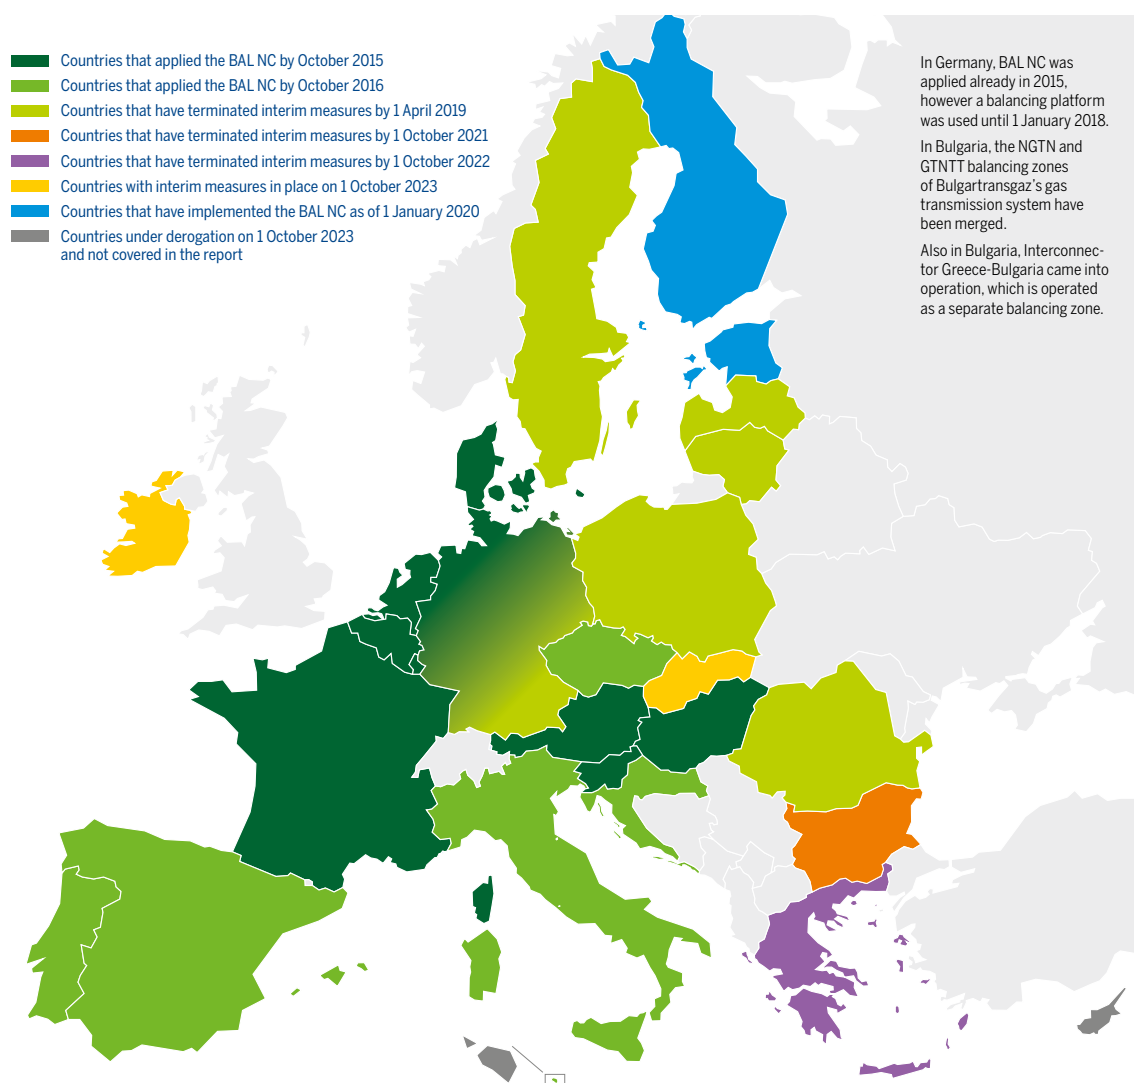 Countries that applied the BAL NC by October 2015
Countries that applied the BAL NC by October 2016
Countries that have terminated interim measures by 1 April 2019
Countries that have terminated interim measures by 1 October 2021
Countries that have terminated interim measures by 1 October 2022
Countries with interim measures in place on 1 October 2023
Countries that have implemented the BAL NC as of 1 January 2020
Countries under derogation on 1 October 2023
and not covered in the report
In Germany, BAL NC was
applied already in 2015,
however a balancing platform
was used until 1 January 2018.
In Bulgaria, the NGTN and
GTNTT balancing zones
of Bulgartransgaz's gas
transmission system have
been merged.
Also in Bulgaria, Interconnec-
tor Greece-Bulgaria came into
operation, which is operated
as a separate balancing zone.